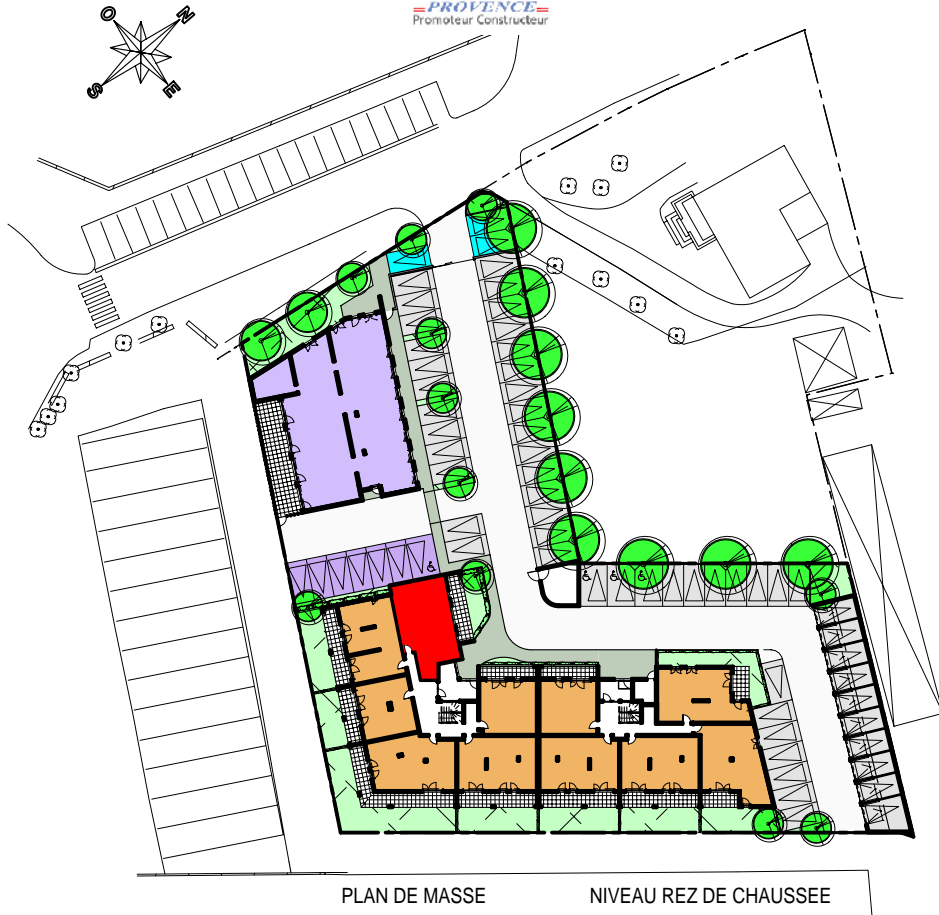 PROVENCE
Promoteur Constructeur
O
N
S
E
PLAN DE MASSE
NIVEAU REZ DE CHAUSSEE